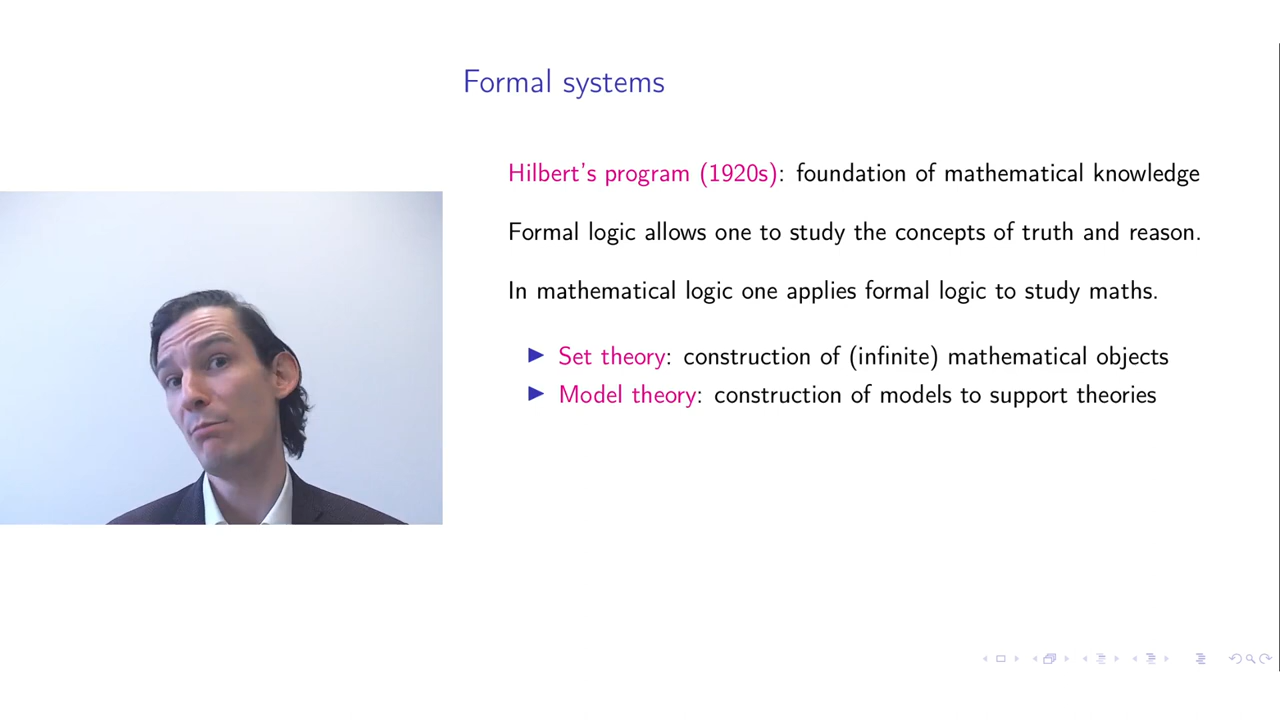 Formal systems
Hilbert's program (1920s): foundation of mathematical knowledge
Formal logic allows one to study the concepts of truth and reason.
In mathematical logic one applies formal logic to study maths.
Set theory: construction of (infinite) mathematical objects
Model theory: construction of models to support theories